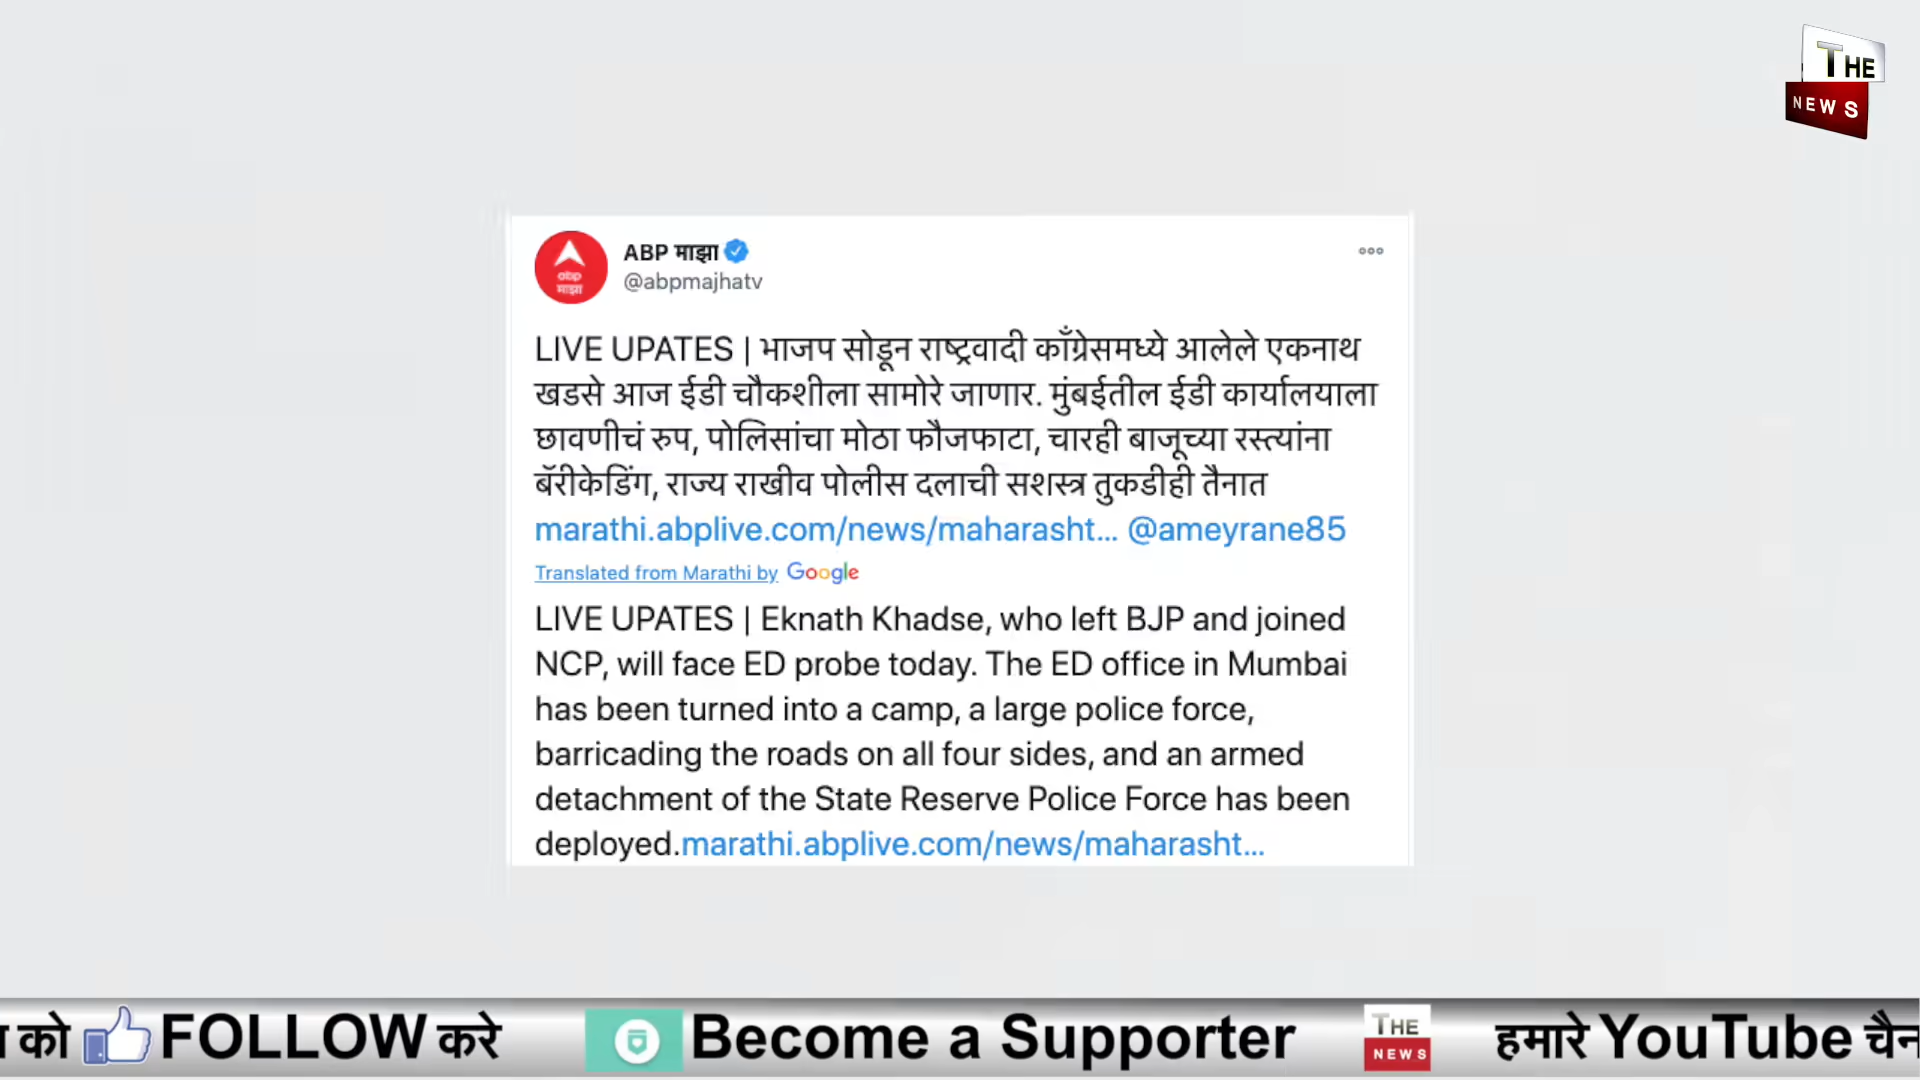 THE
NEWS
ABP माझा
@abpmajhatv
abp
माझा
LIVE UPATES | भाजप सोडून राष्ट्रवादी काँग्रेसमध्ये आलेले एकनाथ
खडसे आज ईडी चौकशीला सामोरे जाणार. मुंबईतील ईडी कार्यालयाला
छावणीचं रुप, पोलिसांचा मोठा फौजफाटा, चारही बाजूच्या रस्त्यांना
बॅरीकेडिंग, राज्य राखीव पोलीस दलाची सशस्त्र तुकडीही तैनात
marathi.abplive.com/news/maharasht... @ameyrane85
Translated from Marathi by Google
LIVE UPATES | Eknath Khadse, who left BJP and joined
NCP, will face ED probe today. The ED office in Mumbai
has been turned into a camp, a large police force,
barricading the roads on all four sides, and an armed
detachment of the State Reserve Police Force has been
deployed.marathi.abplive.com/news/maharasht...
को FOLLOW करे Become a Supporter THE NEWS हमारे YouTube चैन